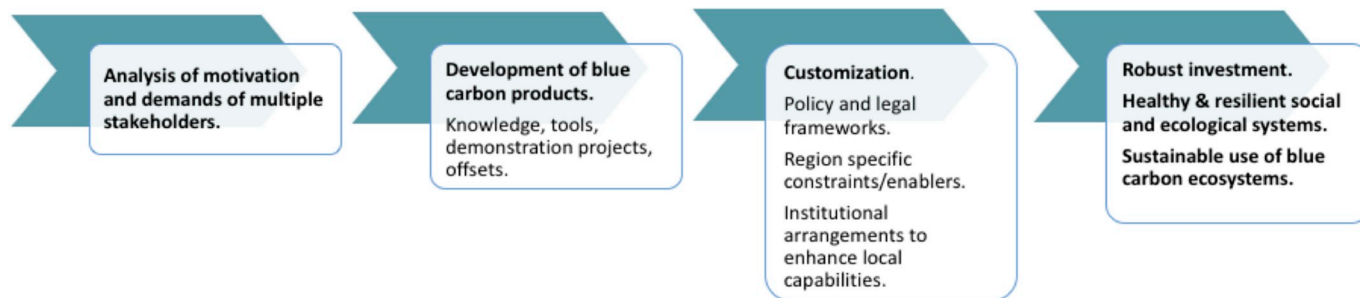 Analysis of motivation
and demands of multiple
stakeholders.
Development of blue
carbon products.
Knowledge, tools,
demonstration projects,
offsets.
Customization.
Policy and legal
frameworks.
Region specific
constraints/enablers.
Institutional
arrangements to
enhance local
capabilities.
Robust investment.
Healthy & resilient social
and ecological systems.
Sustainable use of blue
carbon ecosystems.